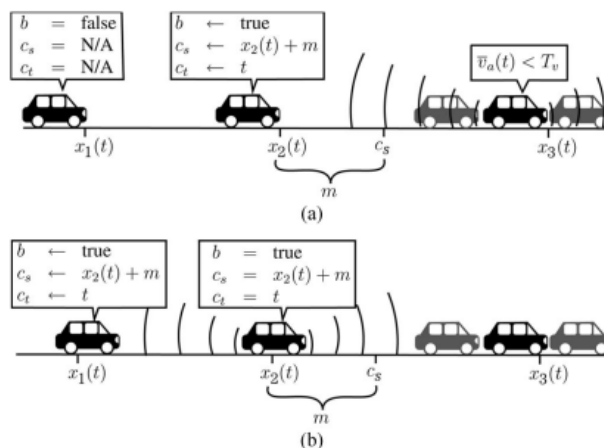 b = false
c_s = N/A
c_t = N/A
b ← true
c_s ← x_2(t) + m
c_t ← t
v̅_a(t) < T_v
x_1(t) x_2(t) c_s x_3(t)
m
(a)
b ← true
c_s ← x_2(t) + m
c_t ← t
b = true
c_s = x_2(t) + m
c_t = t
x_1(t) x_2(t) c_s x_3(t)
m
(b)